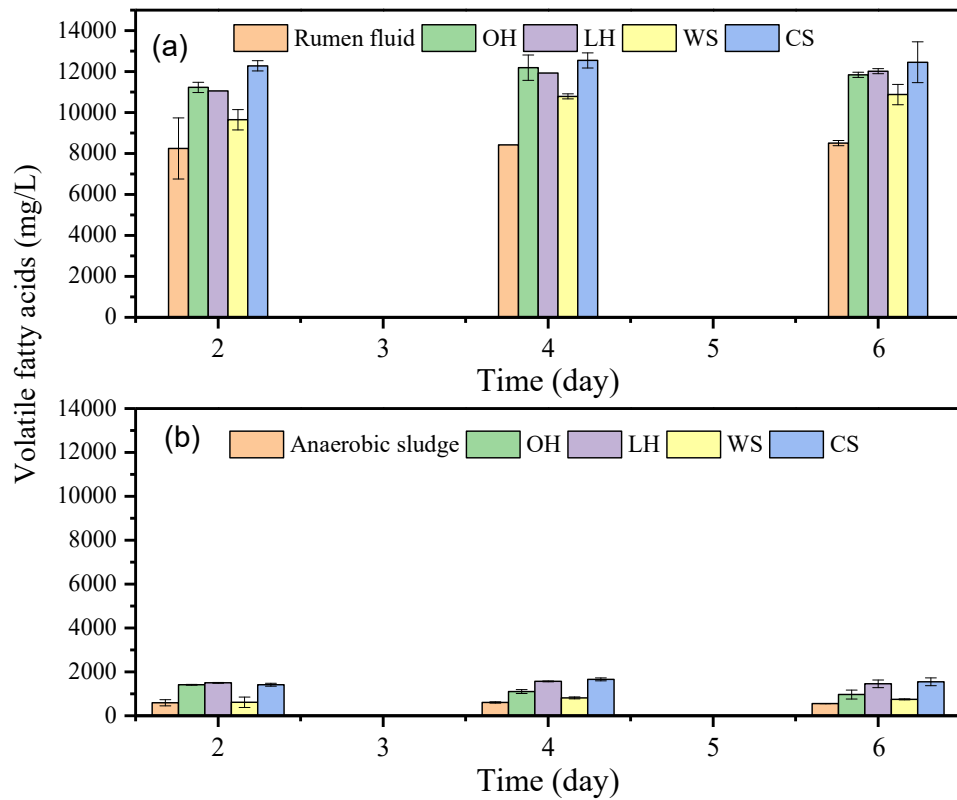 Volatile fatty acids (mg/L)
(a)
Rumen fluid OH LH WS CS
14000
12000
10000
8000
6000
4000
2000
0
2 3 4 5 6
Time (day)
(b)
Anaerobic sludge OH LH WS CS
14000
12000
10000
8000
6000
4000
2000
0
2 3 4 5 6
Time (day)